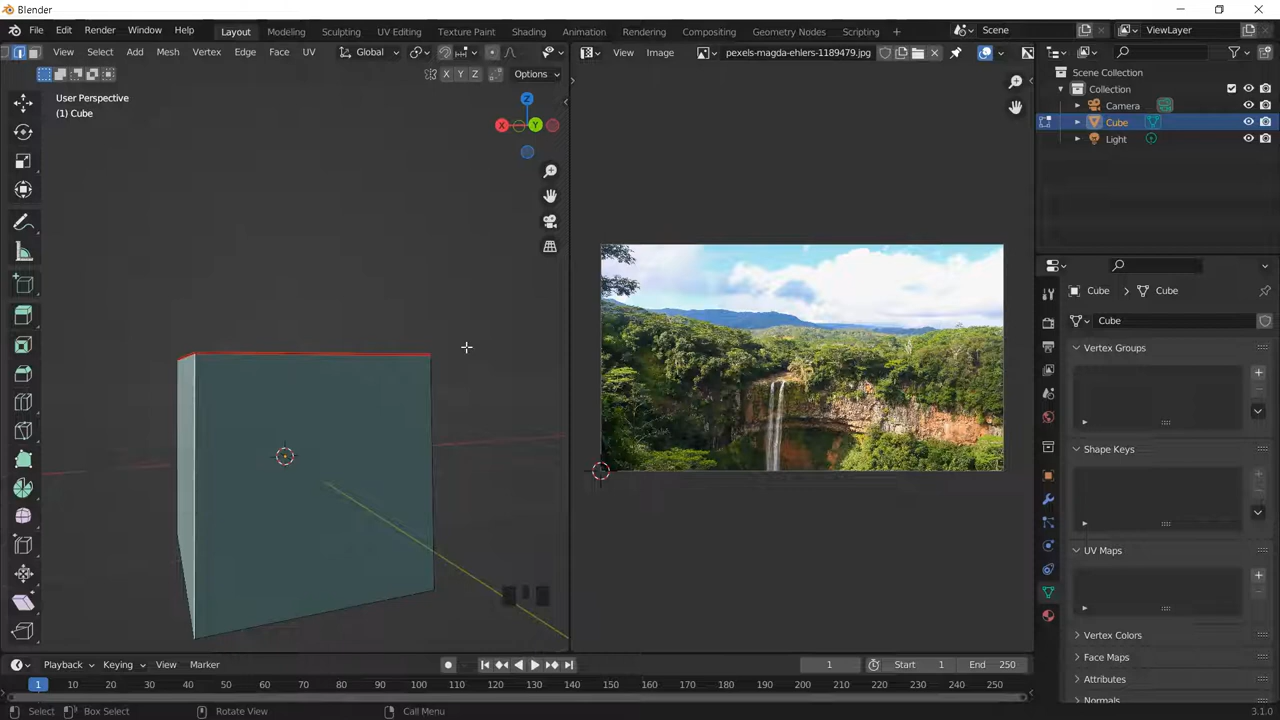 Blender
File Edit Render Window Help
Layout Modeling Sculpting UV Editing Texture Paint Shading Animation Rendering Compositing Geometry Nodes Scripting +
Scene
ViewLayer
View Select Add Mesh Vertex Edge Face UV
Global
View Image
pexels-magda-ehlers-1189479.jpg
X Y Z
Options
User Perspective
(1) Cube
Z
X
Y
Scene Collection
Collection
Camera
Cube
Light
Cube
Cube
Cube
Vertex Groups
Shape Keys
UV Maps
Vertex Colors
Face Maps
Attributes
Normals
Playback Keying View Marker
1
Start 1
End 250
1 10 20 30 40 50 60 70 80 90 100 110 120 130 140 150 160 170 180 190 200 210 220 230 240 250
Select
Box Select
Rotate View
Call Menu
3.1.0